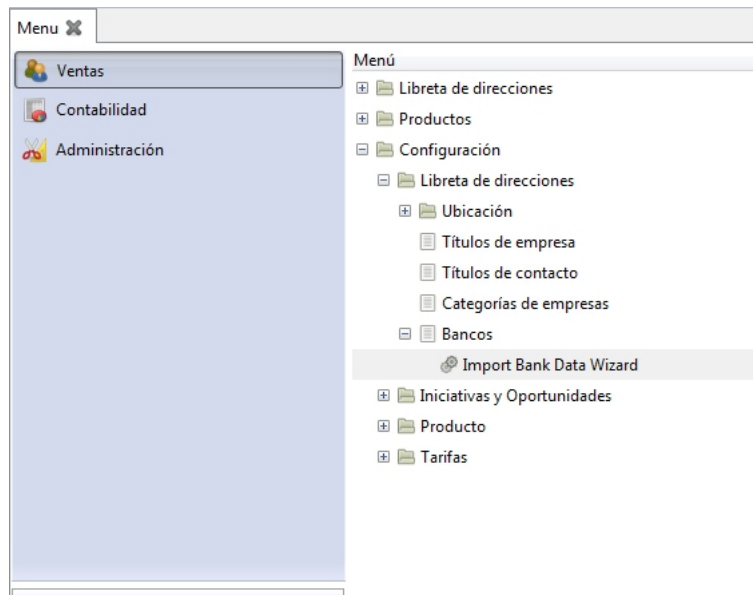 Menu
Ventas
Contabilidad
Administración
Menú
Libreta de direcciones
Productos
Configuración
Libreta de direcciones
Ubicación
Títulos de empresa
Títulos de contacto
Categorías de empresas
Bancos
Import Bank Data Wizard
Iniciativas y Oportunidades
Producto
Tarifas